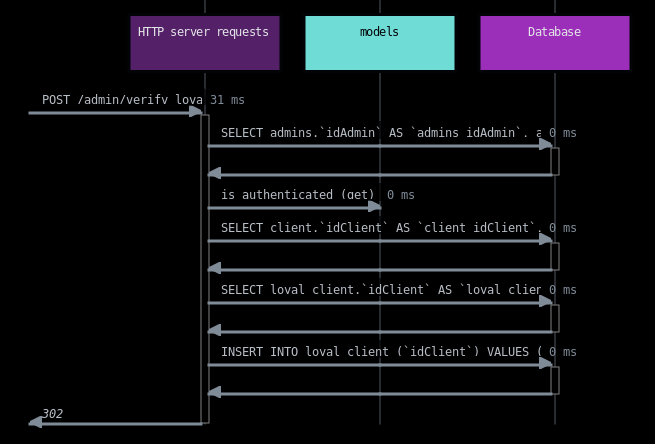 HTTP server requests
models
Database
POST /admin/verify_loya 31 ms
SELECT admins.`idAdmin` AS `admins_idAdmin`, a 0 ms
is_authenticated (get) 0 ms
SELECT client.`idClient` AS `client_idClient`, 0 ms
SELECT loyal_client.`idClient` AS `loyal_clien 0 ms
INSERT INTO loyal_client (`idClient`) VALUES ( 0 ms
302